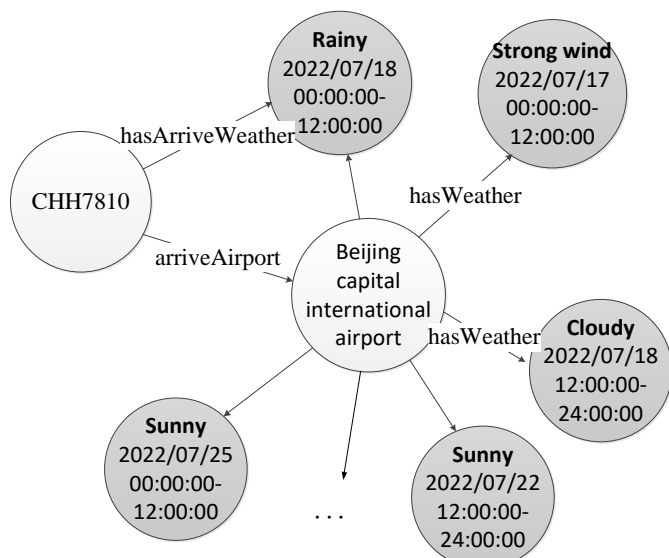 Rainy
2022/07/18
00:00:00-
12:00:00
Strong wind
2022/07/17
00:00:00-
12:00:00
hasArriveWeather
CHH7810
hasWeather
arriveAirport
Beijing
capital
international
airport
hasWeather
Cloudy
2022/07/18
12:00:00-
24:00:00
Sunny
2022/07/25
00:00:00-
12:00:00
...
Sunny
2022/07/22
12:00:00-
24:00:00